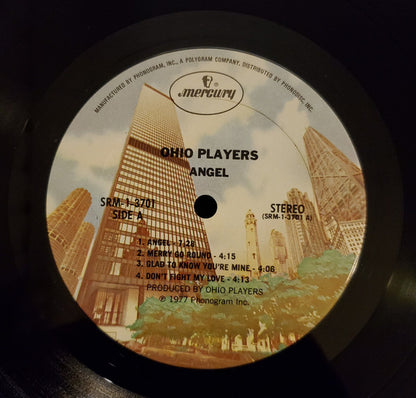 MANUFACTURED BY PHONOGRAM, INC., A POLYGRAM COMPANY, DISTRIBUTED BY PHONODISC, INC.
mercury
OHIO PLAYERS
ANGEL
SRM-1-3701
SIDE A
STEREO
(SRM-1-3701 A)
1. ANGEL - 7:28
2. MERRY GO ROUND - 4:15
3. GLAD TO KNOW YOU'RE MINE - 4:08
4. DON'T FIGHT MY LOVE - 4:13
PRODUCED BY OHIO PLAYERS
℗ 1977 Phonogram Inc.